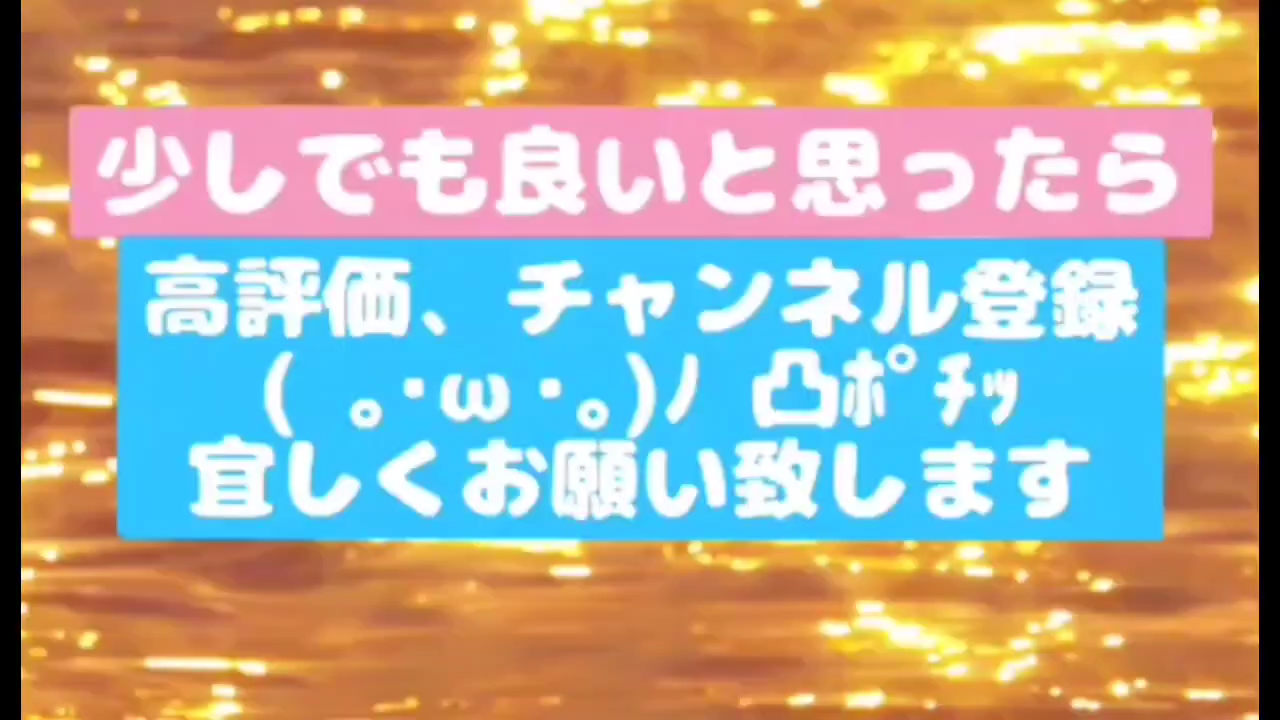 少しでも良いと思ったら
高評価、チャンネル登録
( ｡･ω･｡)ﾉ 凸ﾎﾟﾁｯ
宜しくお願い致します